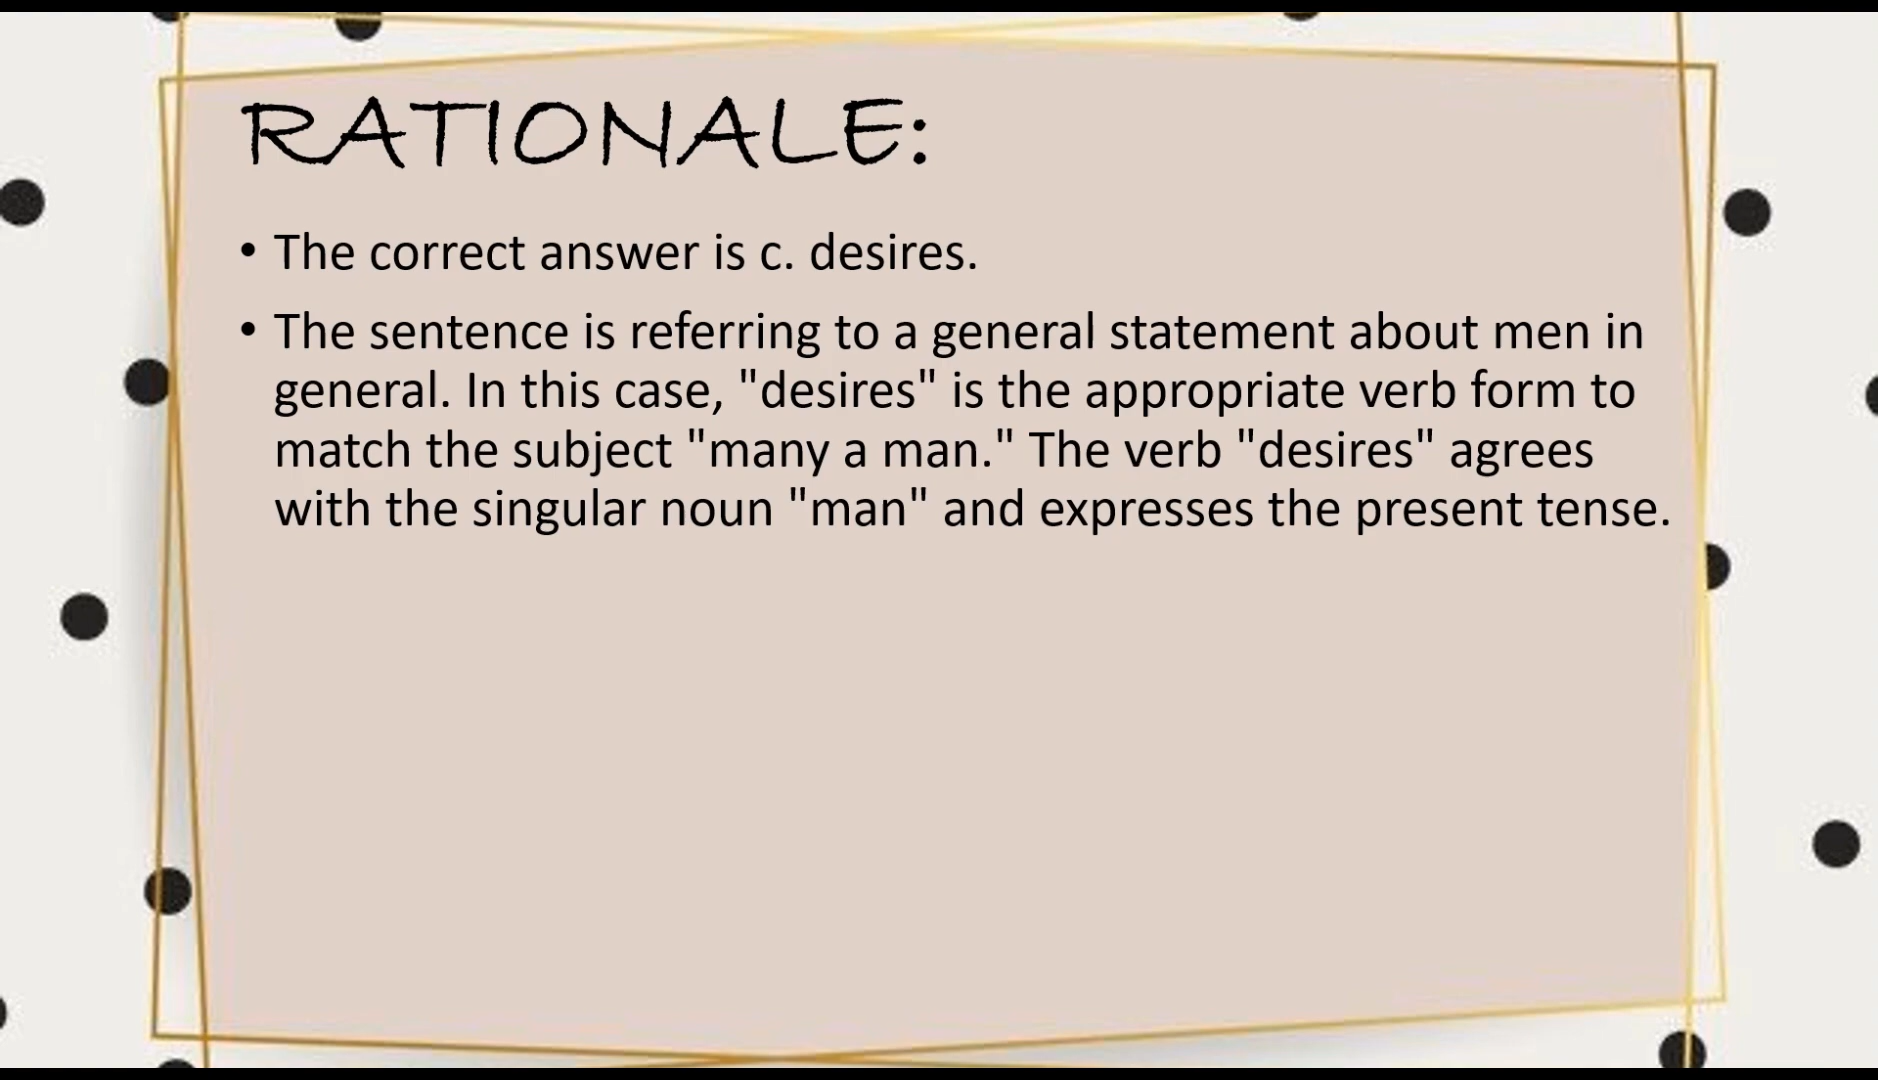 RATIONALE:
• The correct answer is c. desires.
• The sentence is referring to a general statement about men in
general. In this case, "desires" is the appropriate verb form to
match the subject "many a man." The verb "desires" agrees
with the singular noun "man" and expresses the present tense.